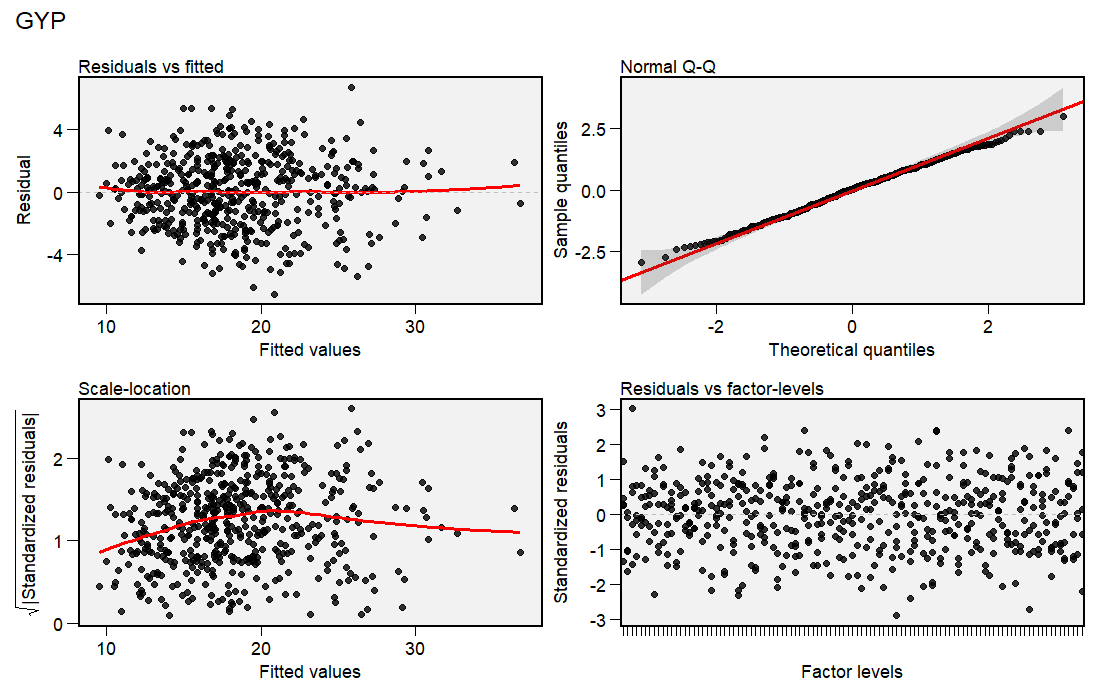 GYP
Residuals vs fitted
Residual
4
0
-4
10
20
30
Fitted values
Normal Q-Q
Sample quantiles
2.5
0.0
-2.5
-2
0
2
Theoretical quantiles
Scale-location
√|Standardized residuals|
2
1
0
10
20
30
Fitted values
Residuals vs factor-levels
Standardized residuals
3
2
1
0
-1
-2
-3
Factor levels